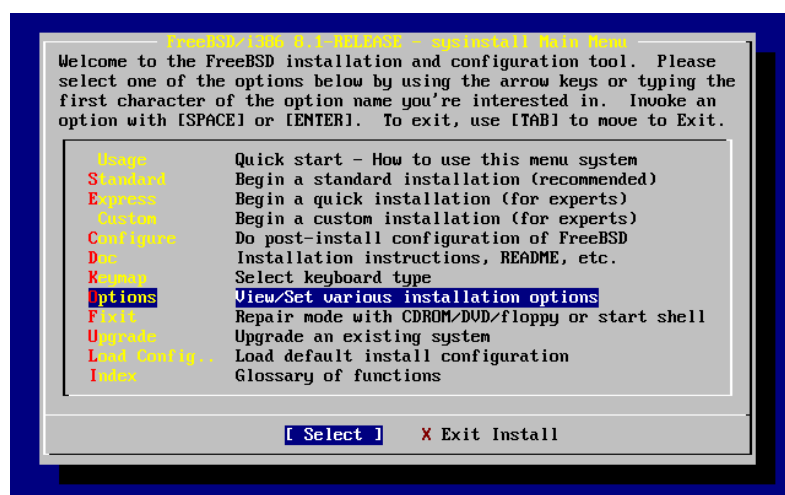 FreeBSD/i386 8.1-RELEASE - sysinstall Main Menu
Welcome to the FreeBSD installation and configuration tool.  Please
select one of the options below by using the arrow keys or typing the
first character of the option name you're interested in.  Invoke an
option with [SPACE] or [ENTER].  To exit, use [TAB] to move to Exit.
Usage Quick start - How to use this menu system
Standard Begin a standard installation (recommended)
Express Begin a quick installation (for experts)
Custom Begin a custom installation (for experts)
Configure Do post-install configuration of FreeBSD
Doc Installation instructions, README, etc.
Keymap Select keyboard type
Options View/Set various installation options
Fixit Repair mode with CDROM/DVD/floppy or start shell
Upgrade Upgrade an existing system
Load Config.. Load default install configuration
Index Glossary of functions
[ Select ] X Exit Install